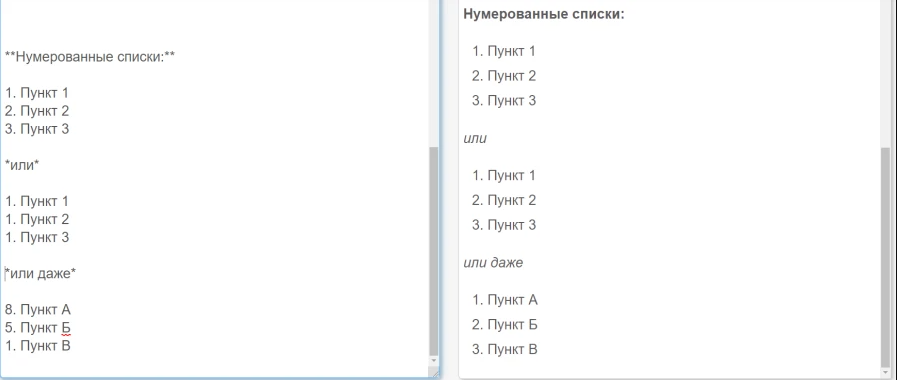 **Нумерованные списки:**
1. Пункт 1
2. Пункт 2
3. Пункт 3
*или*
1. Пункт 1
1. Пункт 2
1. Пункт 3
*или даже*
8. Пункт А
5. Пункт Б
1. Пункт В
Нумерованные списки:
1. Пункт 1
2. Пункт 2
3. Пункт 3
или
1. Пункт 1
2. Пункт 2
3. Пункт 3
или даже
1. Пункт А
2. Пункт Б
3. Пункт В